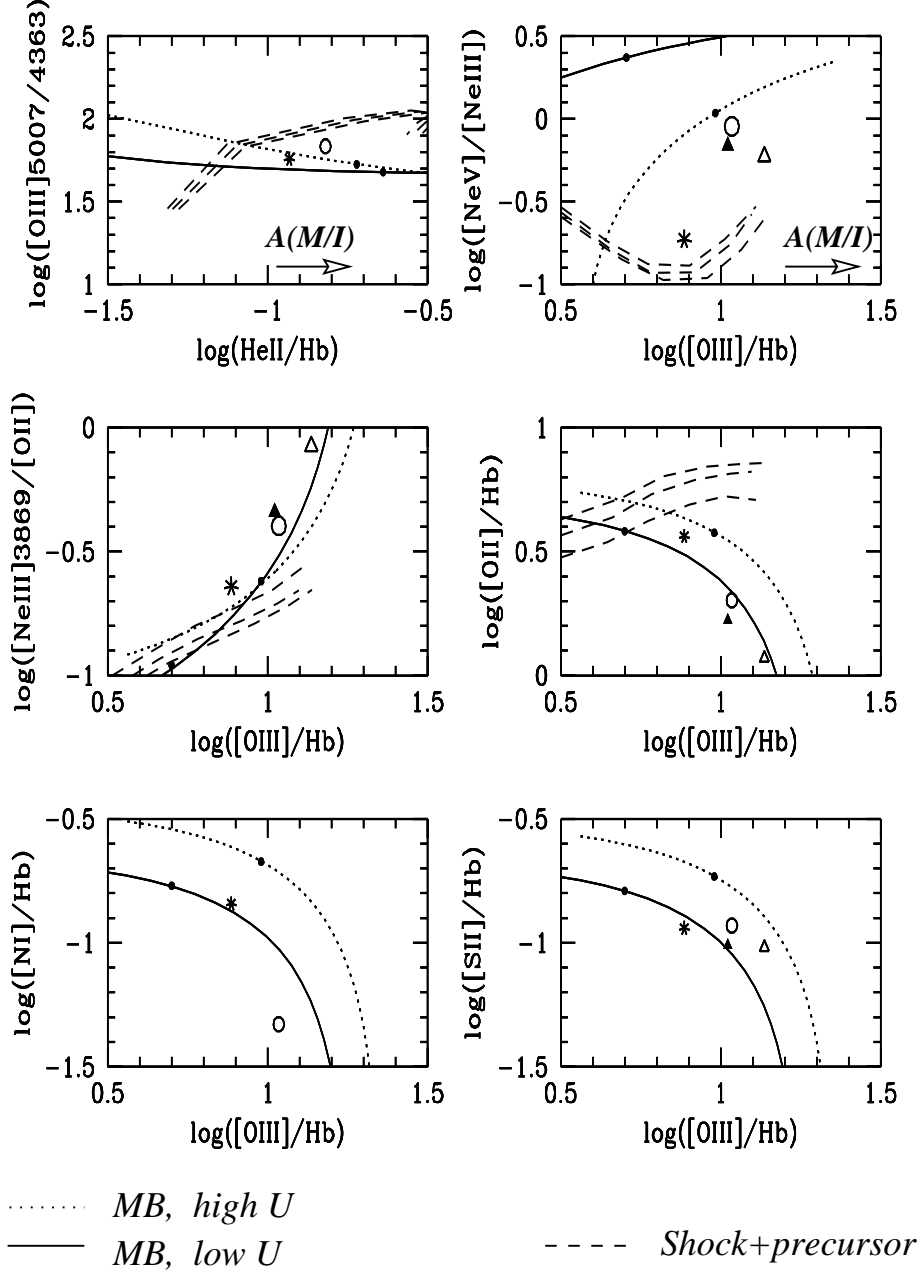 log([OIII]5007/4363)
2.5
2
1.5
1
A(M/I)
-1.5
-1
-0.5
log(HeII/Hb)
log([NeV]/[NeIII])
0.5
0
-0.5
-1
A(M/I)
0.5
1
1.5
log([OIII]/Hb)
log([NeIII]3869/[OII])
0
-0.5
-1
0.5
1
1.5
log([OIII]/Hb)
log([OII]/Hb)
1
0.5
0
0.5
1
1.5
log([OIII]/Hb)
log([NI]/Hb)
-0.5
-1
-1.5
0.5
1
1.5
log([OIII]/Hb)
log([SII]/Hb)
-0.5
-1
-1.5
0.5
1
1.5
log([OIII]/Hb)
MB, high U
MB, low U
Shock+precursor